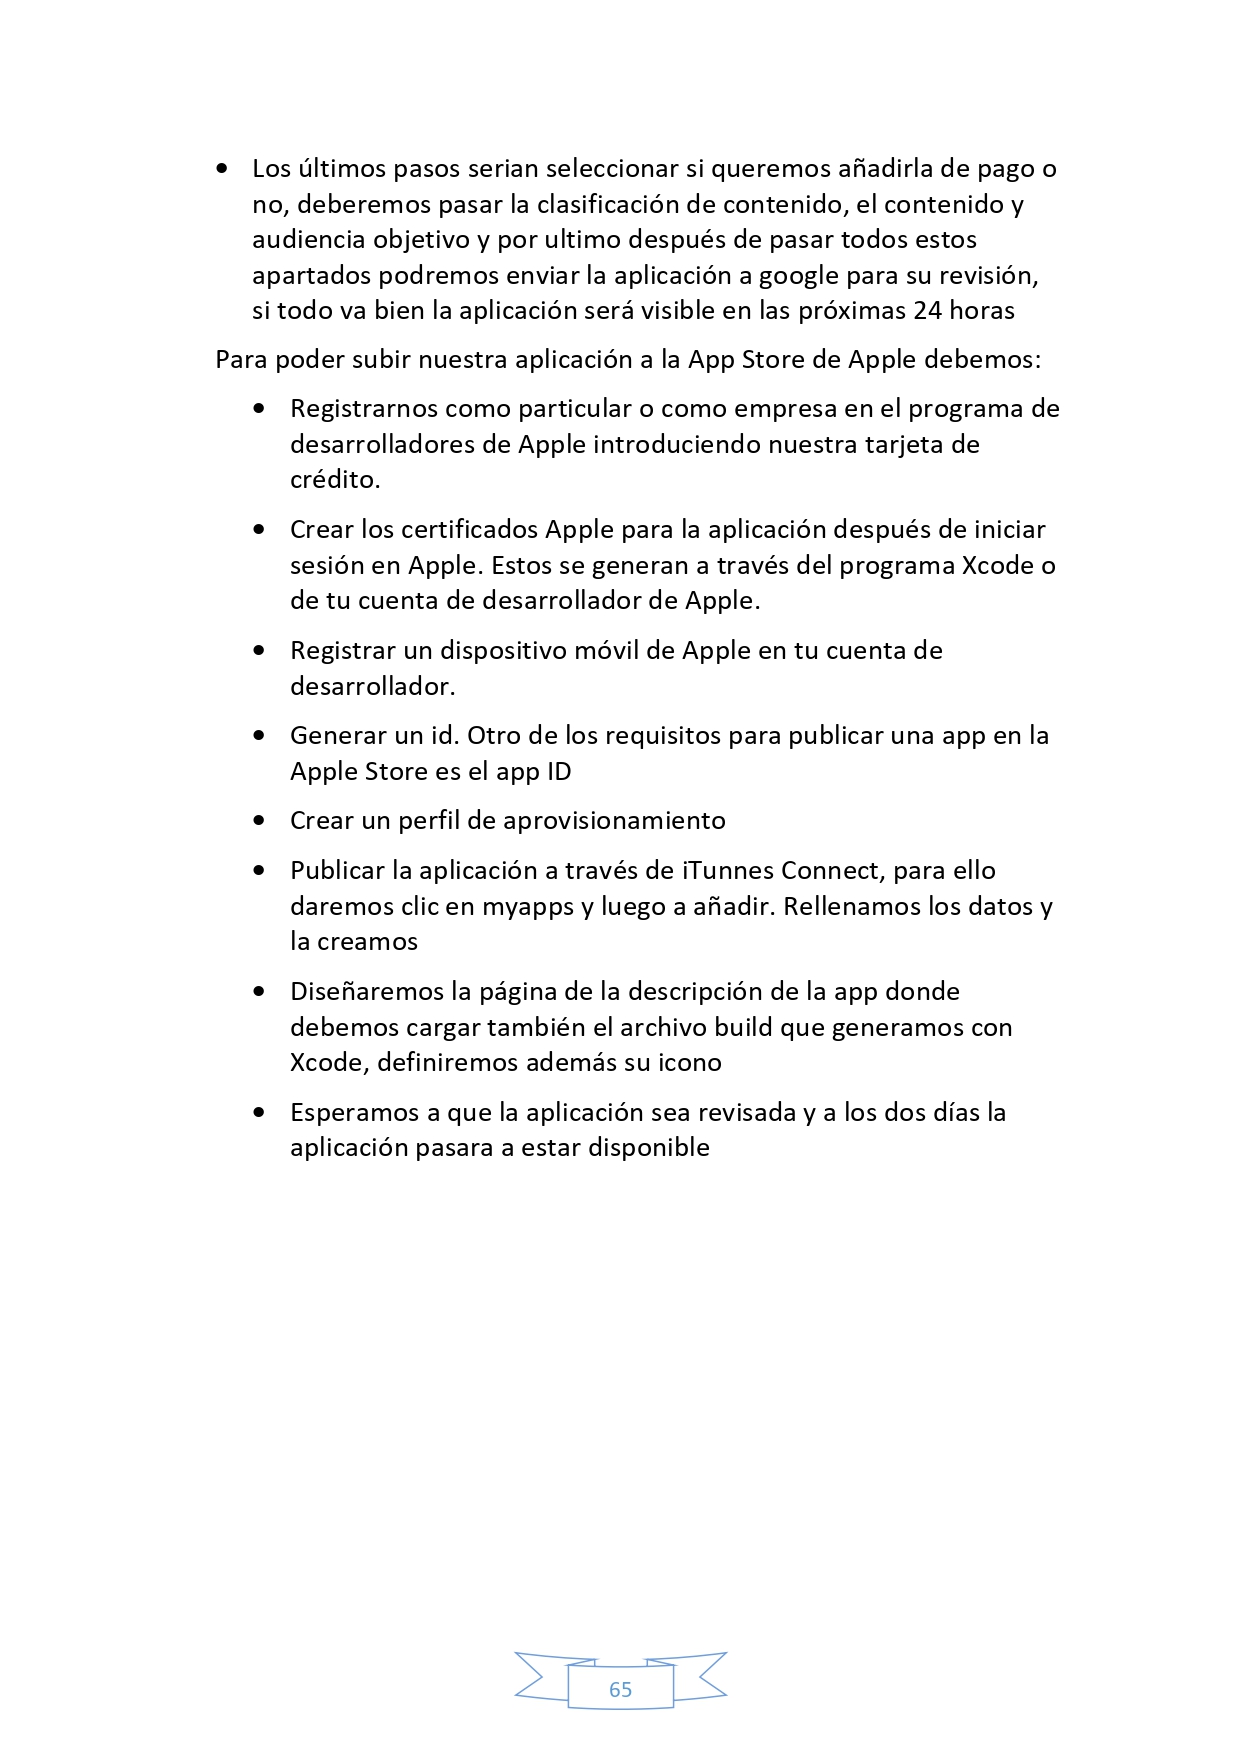 • Los últimos pasos serian seleccionar si queremos añadirla de pago o
no, deberemos pasar la clasificación de contenido, el contenido y
audiencia objetivo y por ultimo después de pasar todos estos
apartados podremos enviar la aplicación a google para su revisión,
si todo va bien la aplicación será visible en las próximas 24 horas
Para poder subir nuestra aplicación a la App Store de Apple debemos:
• Registrarnos como particular o como empresa en el programa de
desarrolladores de Apple introduciendo nuestra tarjeta de
crédito.
• Crear los certificados Apple para la aplicación después de iniciar
sesión en Apple. Estos se generan a través del programa Xcode o
de tu cuenta de desarrollador de Apple.
• Registrar un dispositivo móvil de Apple en tu cuenta de
desarrollador.
• Generar un id. Otro de los requisitos para publicar una app en la
Apple Store es el app ID
• Crear un perfil de aprovisionamiento
• Publicar la aplicación a través de iTunnes Connect, para ello
daremos clic en myapps y luego a añadir. Rellenamos los datos y
la creamos
• Diseñaremos la página de la descripción de la app donde
debemos cargar también el archivo build que generamos con
Xcode, definiremos además su icono
• Esperamos a que la aplicación sea revisada y a los dos días la
aplicación pasara a estar disponible
65